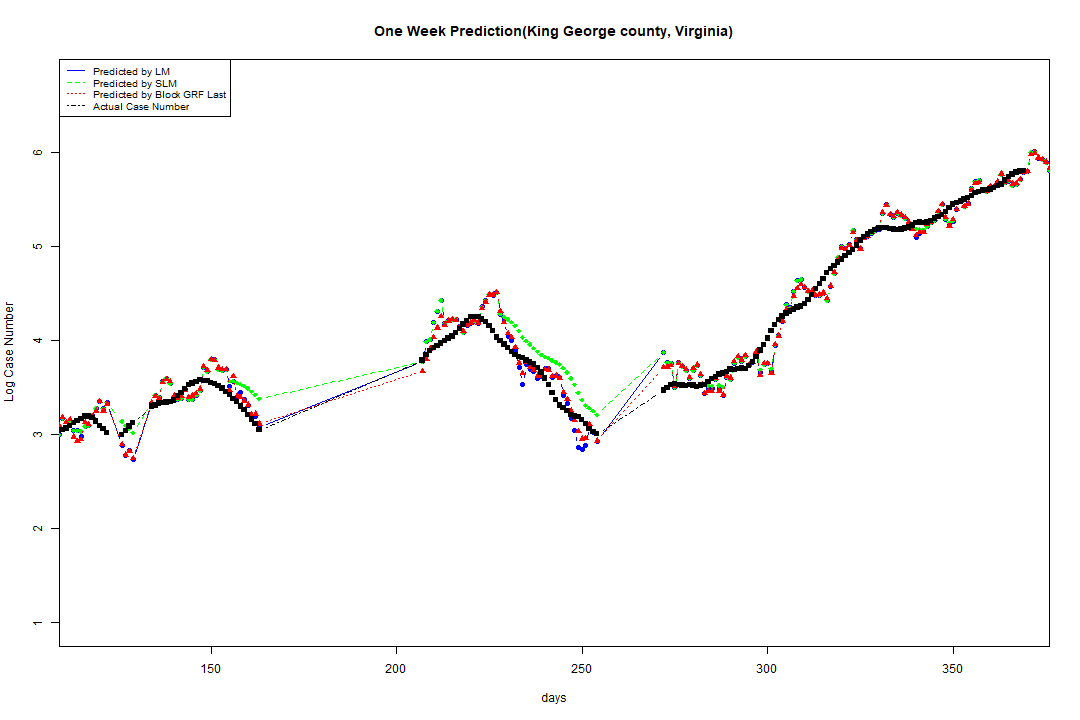 One Week Prediction(King George county, Virginia)
Predicted by LM
Predicted by SLM
Predicted by Block GRF Last
Actual Case Number
Log Case Number
6
5
4
3
2
1
150 200 250 300 350
days